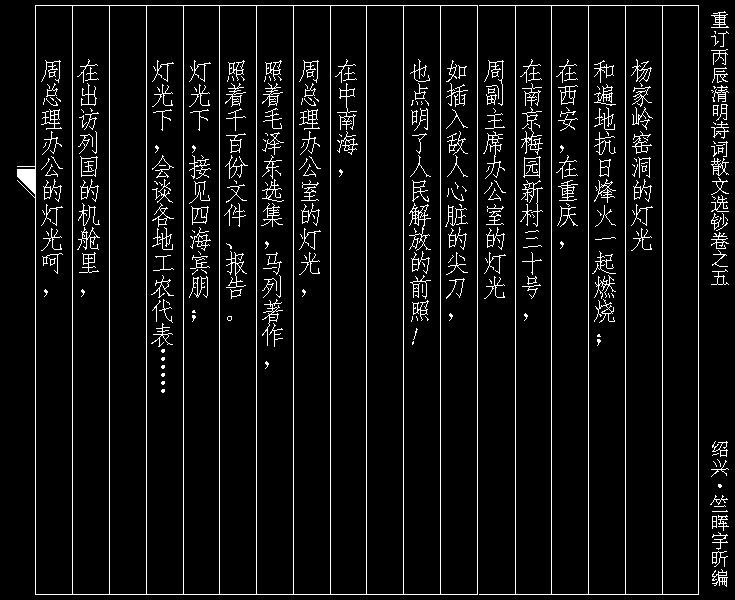 重订丙辰清明诗词散文选钞卷之五
绍兴·竺晖字昕编
杨家岭窑洞的灯光
和遍地抗日烽火一起燃烧；
在西安，在重庆，
在南京梅园新村三十号，
周副主席办公室的灯光
如插入敌人心脏的尖刀，
也点明了人民解放的前照！
在中南海，
周总理办公室的灯光，
照着毛泽东选集，马列著作，
照着千百份文件、报告。
灯光下，接见四海宾朋；
灯光下，会谈各地工农代表……
在出访列国的机舱里，
周总理办公的灯光呵，